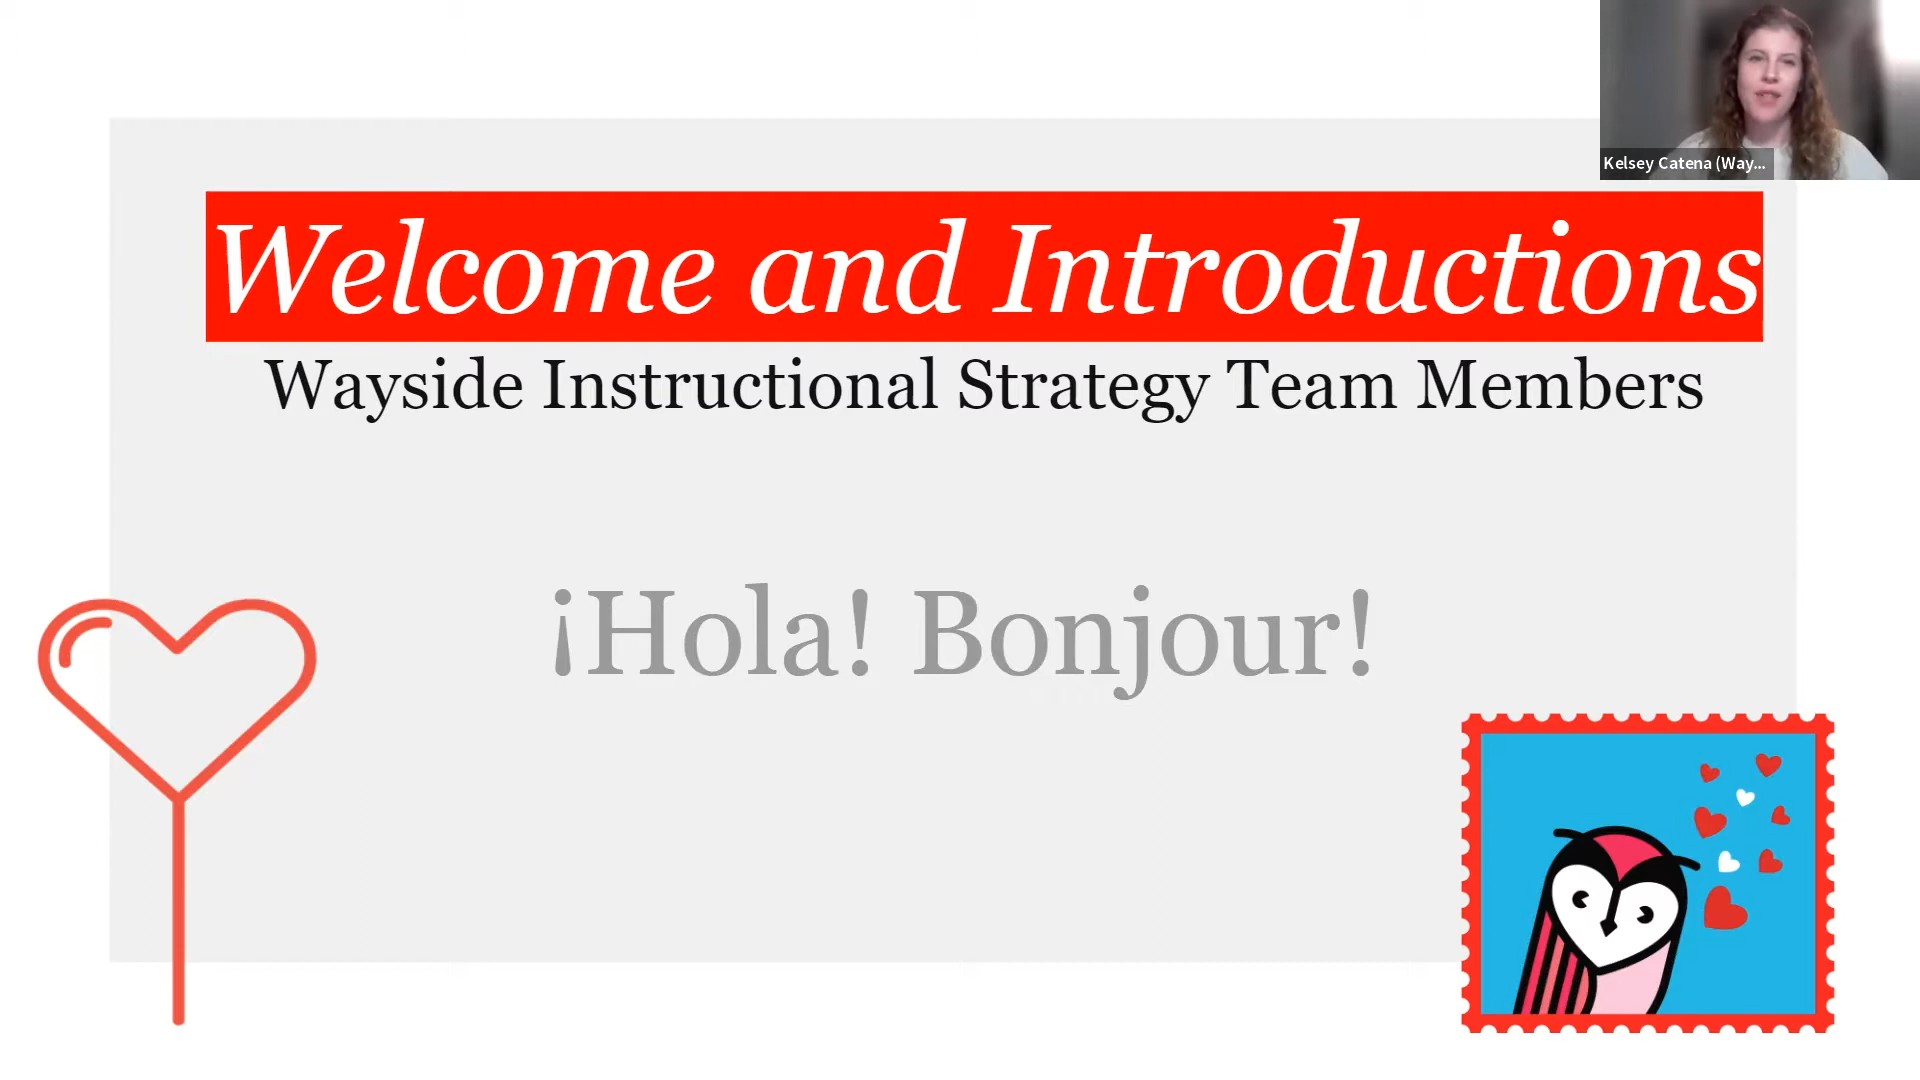 Kelsey Catena (Way...
Welcome and Introductions
Wayside Instructional Strategy Team Members
¡Hola! Bonjour!